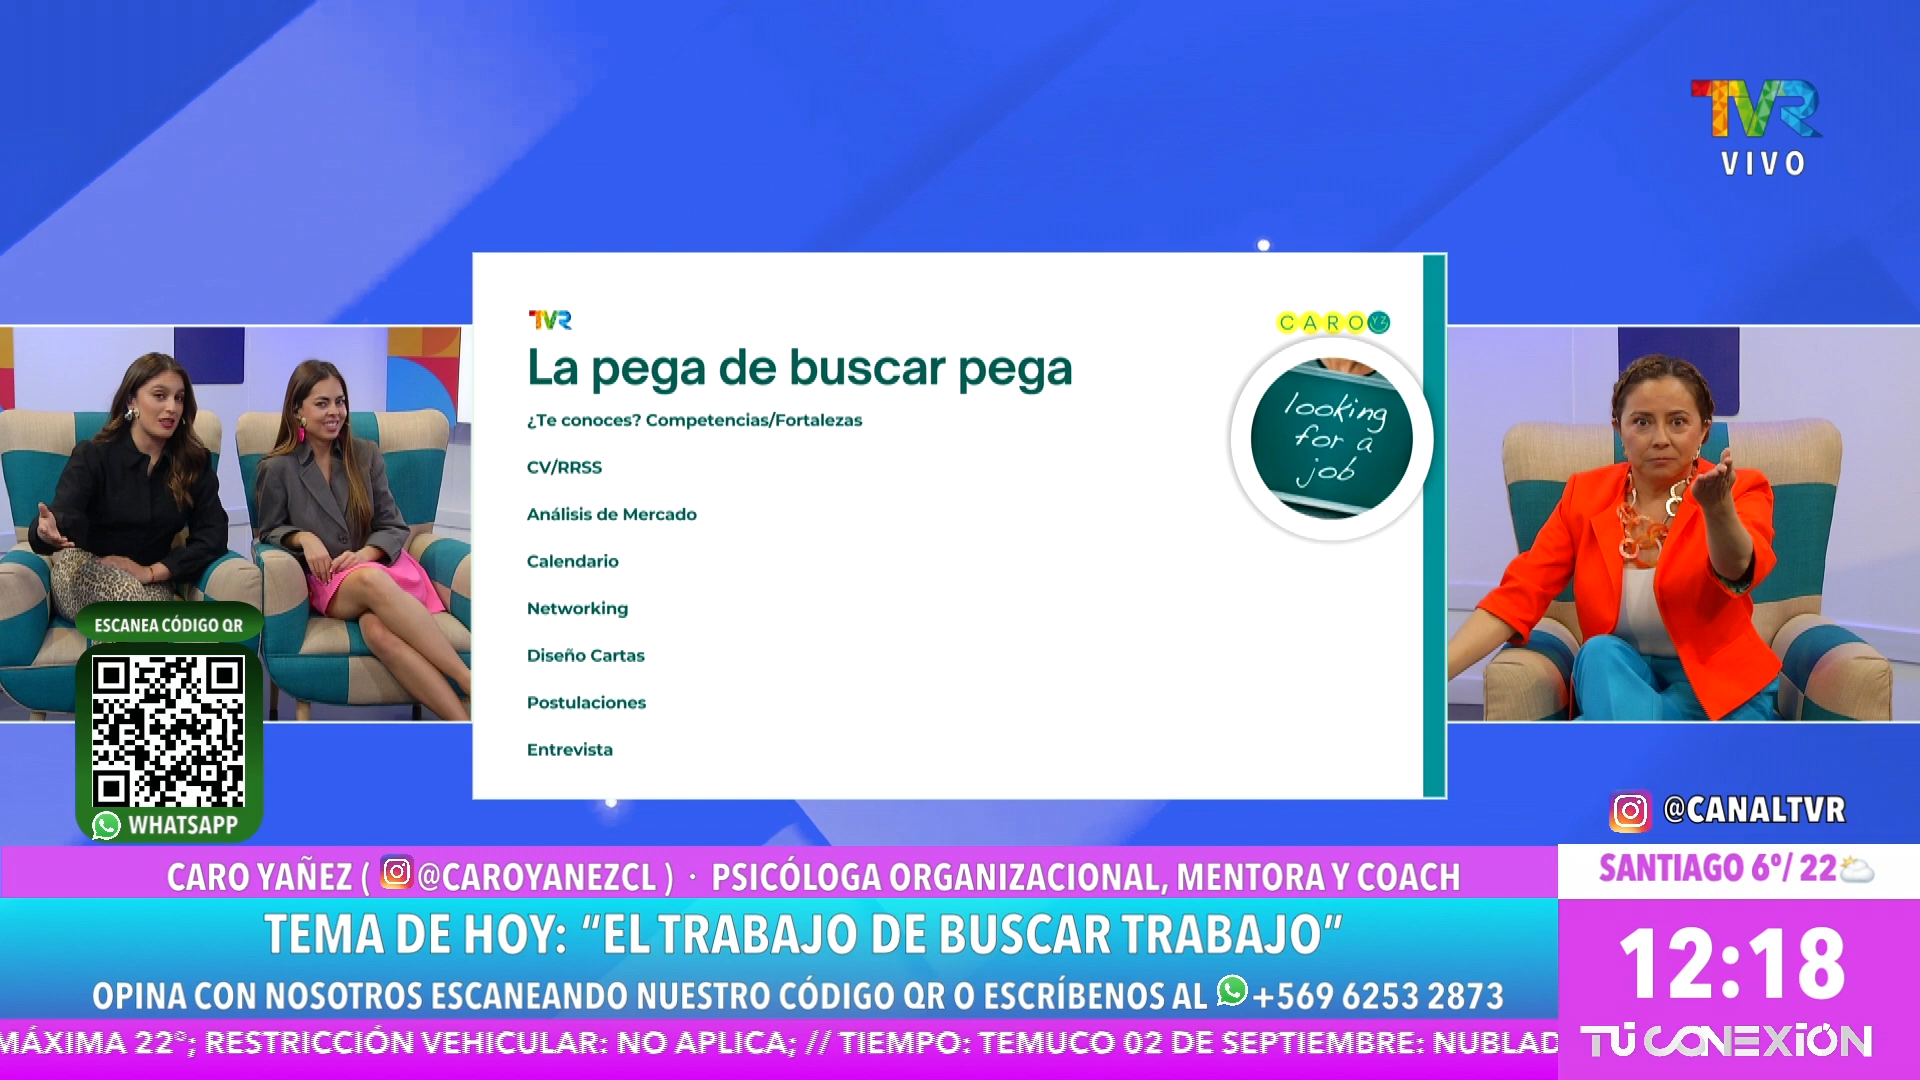 TVR
VIVO
TVR
CARO YZ
La pega de buscar pega
¿Te conoces? Competencias/Fortalezas
CV/RRSS
Análisis de Mercado
Calendario
Networking
Diseño Cartas
Postulaciones
Entrevista
looking
for a
job
ESCANEA CÓDIGO QR
WHATSAPP
@CANALTVR
CARO YAÑEZ ( @CAROYANEZCL ) · PSICÓLOGA ORGANIZACIONAL, MENTORA Y COACH
SANTIAGO 6º/ 22
TEMA DE HOY: “EL TRABAJO DE BUSCAR TRABAJO”
12:18
OPINA CON NOSOTROS ESCANEANDO NUESTRO CÓDIGO QR O ESCRÍBENOS AL +569 6253 2873
MÁXIMA 22°; RESTRICCIÓN VEHICULAR: NO APLICA; // TIEMPO: TEMUCO 02 DE SEPTIEMBRE: NUBLAD
TU CONEXIÓN